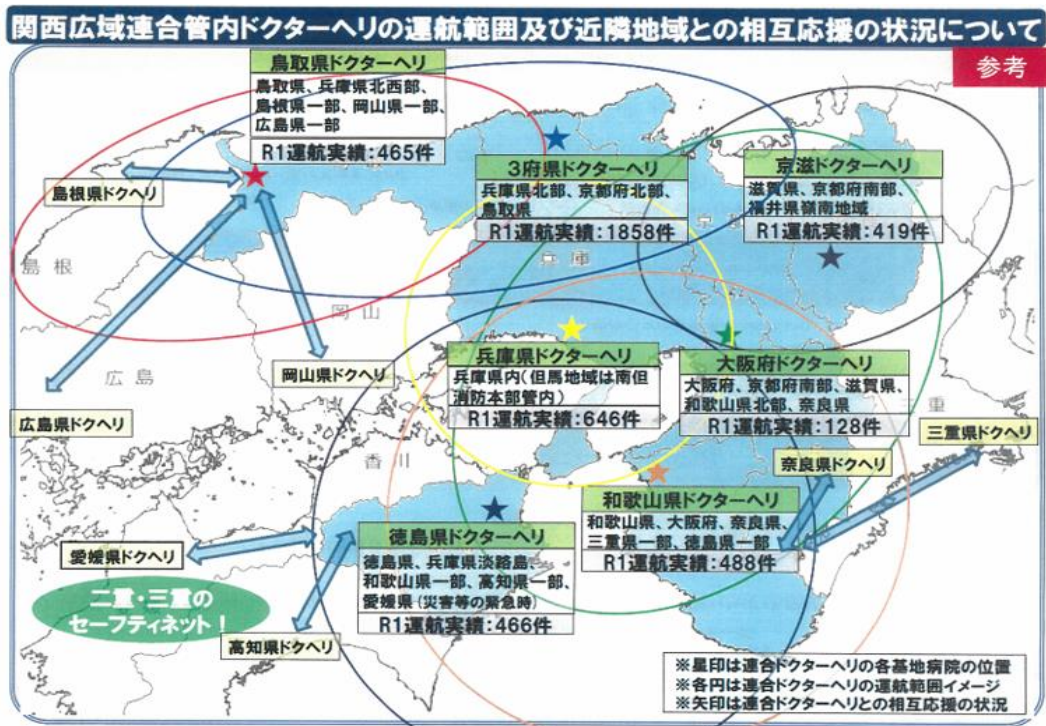 関西広域連合管内ドクターヘリの運航範囲及び近隣地域との相互応援の状況について
参考
鳥取県ドクターヘリ
鳥取県、兵庫県北西部、
島根県一部、岡山県一部、
広島県一部
R1運航実績:465件
3府県ドクターヘリ
兵庫県北部、京都府北部、
鳥取県
R1運航実績:1858件
京滋ドクターヘリ
滋賀県、京都府南部、
福井県嶺南地域
R1運航実績:419件
島根県ドクヘリ
島根
兵庫
岡山
広島
岡山県ドクヘリ
広島県ドクヘリ
兵庫県ドクターヘリ
兵庫県内(但馬地域は南但
消防本部管内)
R1運航実績:646件
大阪府ドクターヘリ
大阪府、京都府南部、滋賀県、
和歌山県北部、奈良県
R1運航実績:128件
三重
三重県ドクヘリ
奈良県ドクヘリ
香川
和歌山県ドクターヘリ
和歌山県、大阪府、奈良県、
三重県一部、徳島県一部
R1運航実績:488件
徳島県ドクターヘリ
徳島県、兵庫県淡路島、
和歌山県一部、高知県一部、
愛媛県(災害等の緊急時)
R1運航実績:466件
愛媛県ドクヘリ
二重・三重の
セーフティネット!
高知県ドクヘリ
※星印は連合ドクターヘリの各基地病院の位置
※各円は連合ドクターヘリの運航範囲イメージ
※矢印は連合ドクターヘリとの相互応援の状況